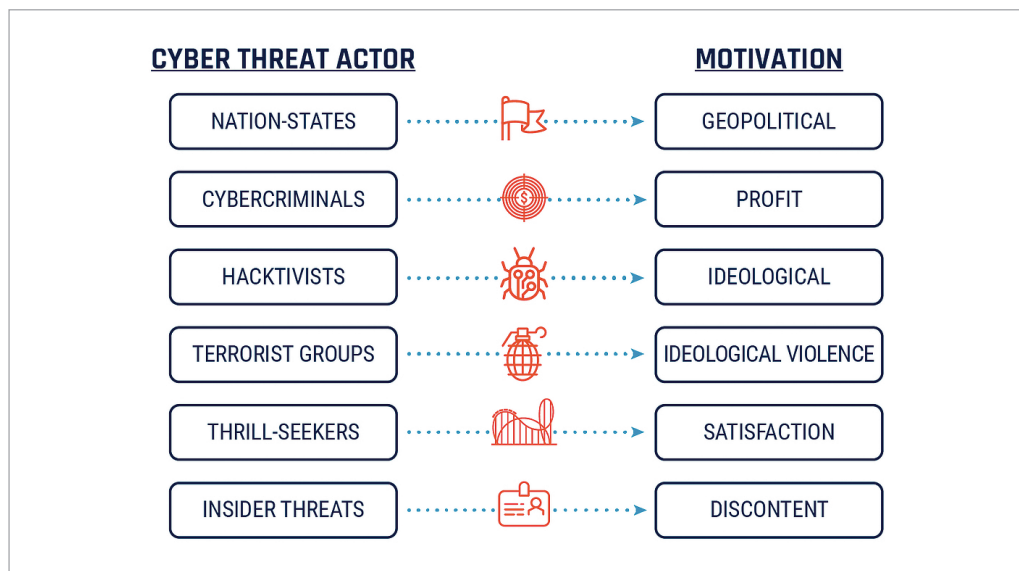 CYBER THREAT ACTOR
MOTIVATION
NATION-STATES
GEOPOLITICAL
CYBERCRIMINALS
$
PROFIT
HACKTIVISTS
IDEOLOGICAL
TERRORIST GROUPS
IDEOLOGICAL VIOLENCE
THRILL-SEEKERS
SATISFACTION
INSIDER THREATS
DISCONTENT